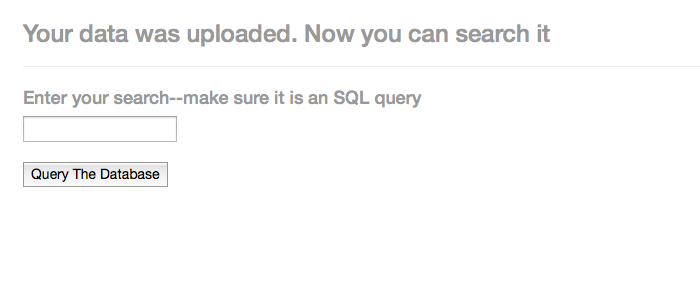 Your data was uploaded. Now you can search it
Enter your search--make sure it is an SQL query
Query The Database